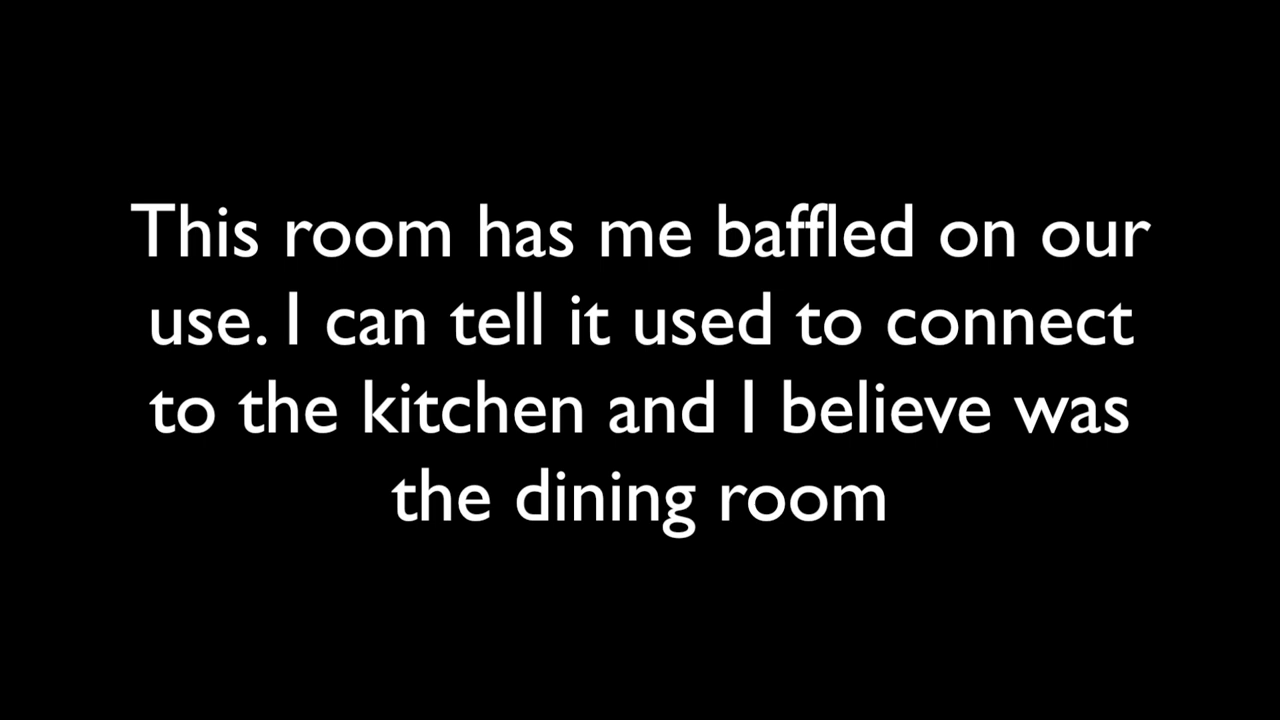 This room has me baffled on our
use. I can tell it used to connect
to the kitchen and I believe was
the dining room